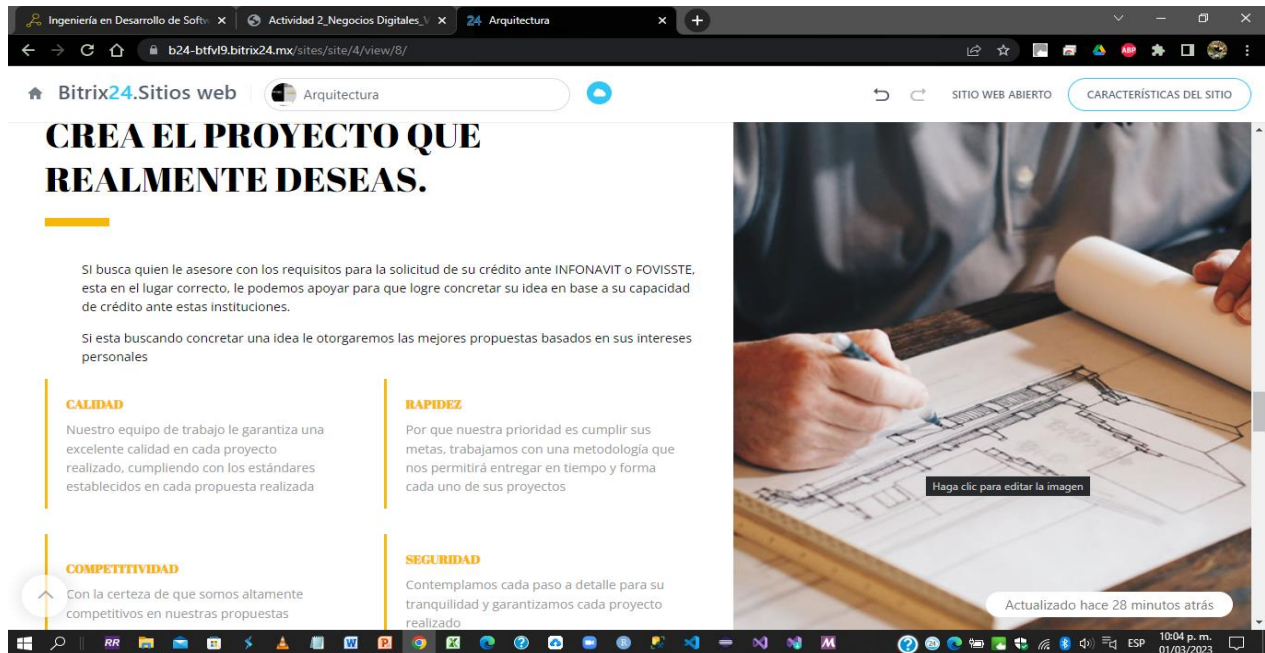 Ingeniería en Desarrollo de Softw
Actividad 2_Negocios Digitales_V
24 Arquitectura
b24-btfvl9.bitrix24.mx/sites/site/4/view/8/
Bitrix24.Sitios web
Arquitectura
SITIO WEB ABIERTO
CARACTERÍSTICAS DEL SITIO
CREA EL PROYECTO QUE
REALMENTE DESEAS.
SI busca quien le asesore con los requisitos para la solicitud de su crédito ante INFONAVIT o FOVISSTE,
esta en el lugar correcto, le podemos apoyar para que logre concretar su idea en base a su capacidad
de crédito ante estas instituciones.
Si esta buscando concretar una idea le otorgaremos las mejores propuestas basados en sus intereses
personales
CALIDAD
Nuestro equipo de trabajo le garantiza una
excelente calidad en cada proyecto
realizado, cumpliendo con los estándares
establecidos en cada propuesta realizada
RAPIDEZ
Por que nuestra prioridad es cumplir sus
metas, trabajamos con una metodología que
nos permitirá entregar en tiempo y forma
cada uno de sus proyectos
COMPETITIVIDAD
Con la certeza de que somos altamente
competitivos en nuestras propuestas
SEGURIDAD
Contemplamos cada paso a detalle para su
tranquilidad y garantizamos cada proyecto
realizado
Haga clic para editar la imagen
Actualizado hace 28 minutos atrás
ABP
RR
ESP
10:04 p. m.
01/03/2023